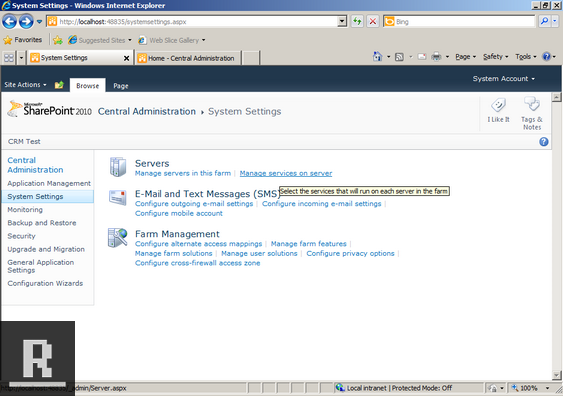 System Settings - Windows Internet Explorer
http://localhost:48835/systemsettings.aspx
Bing
Favorites Suggested Sites Web Slice Gallery
System Settings Home - Central Administration Page Safety Tools
Site Actions Browse Page System Account
Microsoft
SharePoint 2010 Central Administration System Settings
I Like It Tags & Notes
CRM Test
Central Administration
Application Management
System Settings
Monitoring
Backup and Restore
Security
Upgrade and Migration
General Application Settings
Configuration Wizards
Servers
Manage servers in this farm Manage services on server
Select the services that will run on each server in the farm
E-Mail and Text Messages (SMS)
Configure outgoing e-mail settings Configure incoming e-mail settings
Configure mobile account
Farm Management
Configure alternate access mappings Manage farm features
Manage farm solutions Manage user solutions Configure privacy options
Configure cross-firewall access zone
R
_admin/Server.aspx Local intranet | Protected Mode: Off 100%